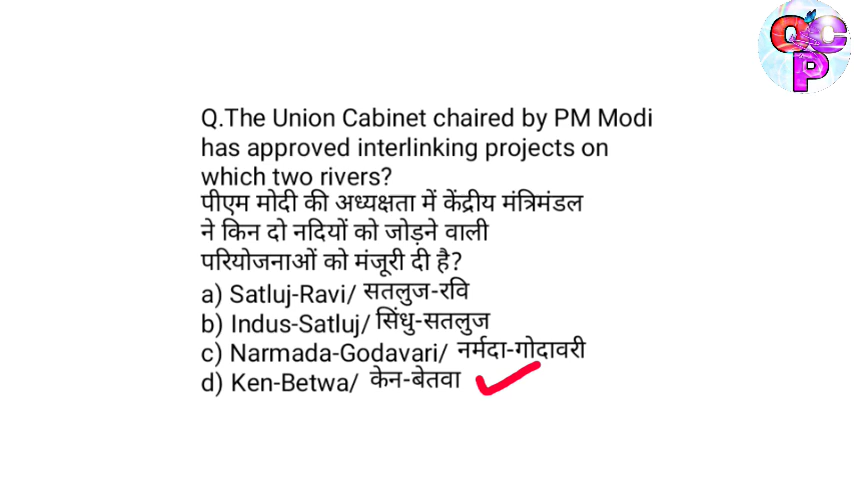 QCP
Q.The Union Cabinet chaired by PM Modi
has approved interlinking projects on
which two rivers?
पीएम मोदी की अध्यक्षता में केंद्रीय मंत्रिमंडल
ने किन दो नदियों को जोड़ने वाली
परियोजनाओं को मंजूरी दी है?
a) Satluj-Ravi/ सतलुज-रवि
b) Indus-Satluj/ सिंधु-सतलुज
c) Narmada-Godavari/ नर्मदा-गोदावरी
d) Ken-Betwa/ केन-बेतवा